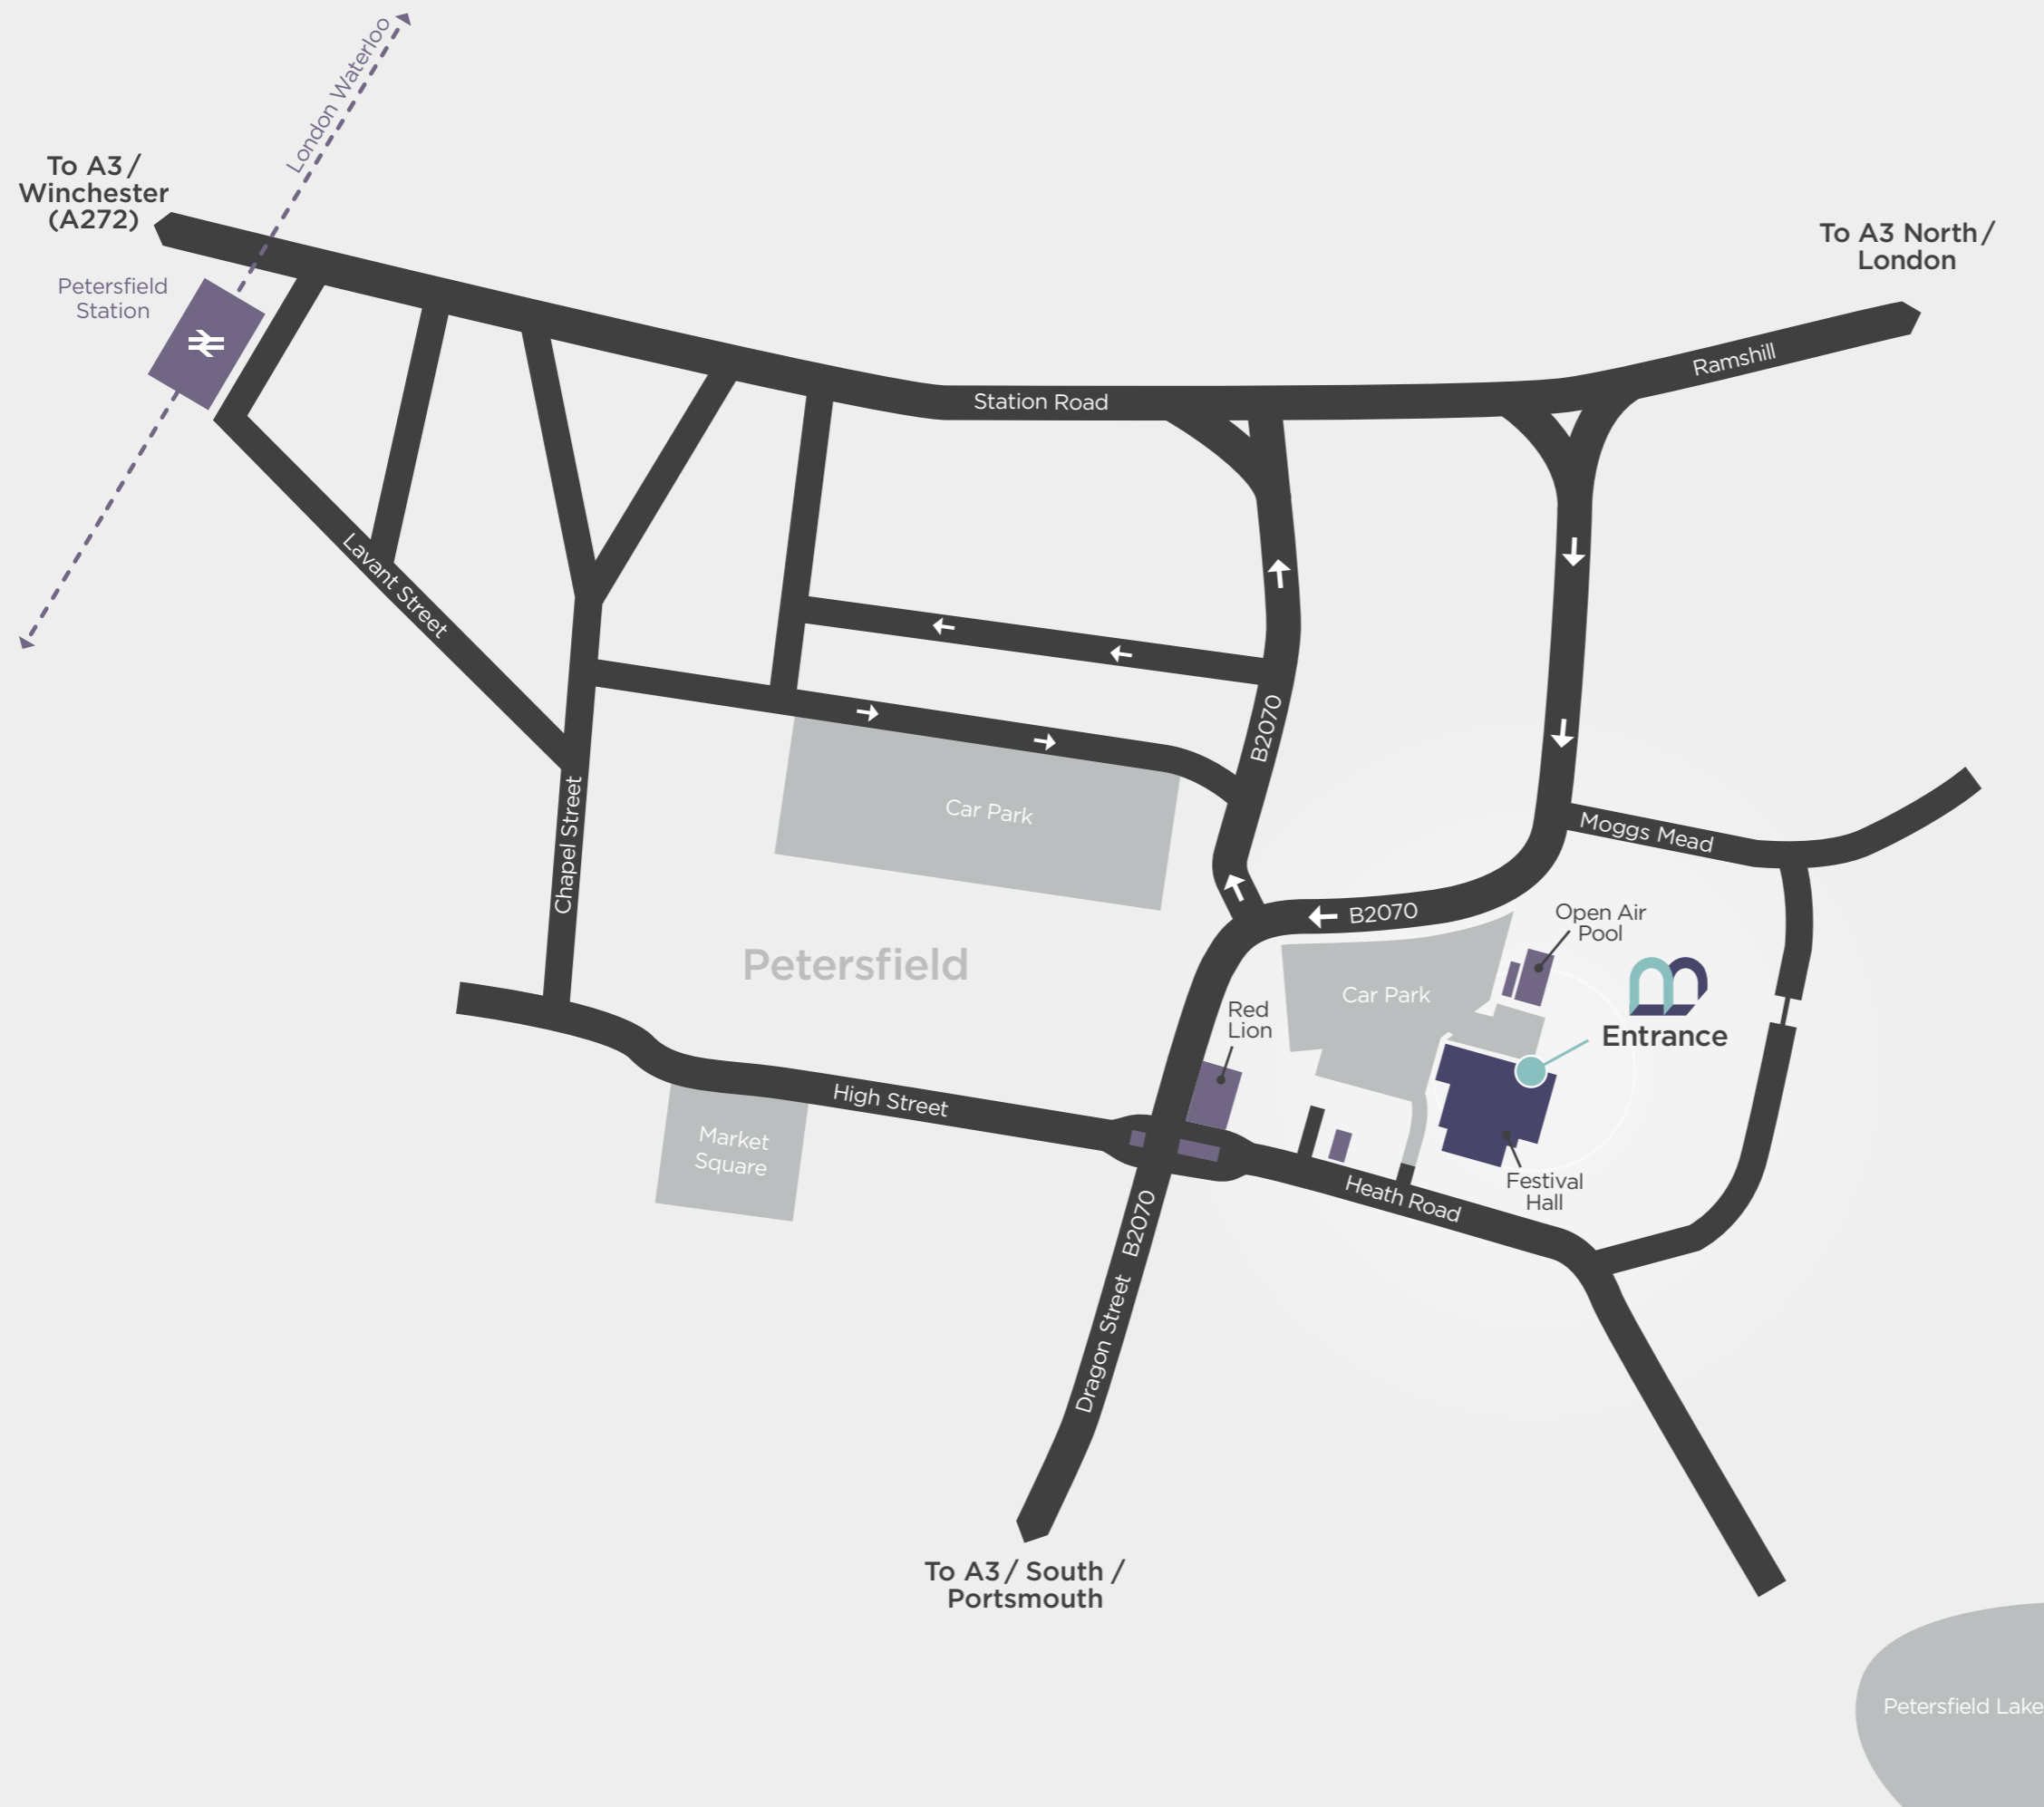 London Waterloo
To A3 /
Winchester
(A272)
Petersfield
Station
To A3 North /
London
Ramshill
Station Road
Lavant Street
B2070
Chapel Street
Car Park
Moggs Mead
B2070
Open Air
Pool
Petersfield
Car Park
Red
Lion
Entrance
High Street
Market
Square
Heath Road
Festival
Hall
Dragon Street B2070
To A3 / South /
Portsmouth
Petersfield Lake